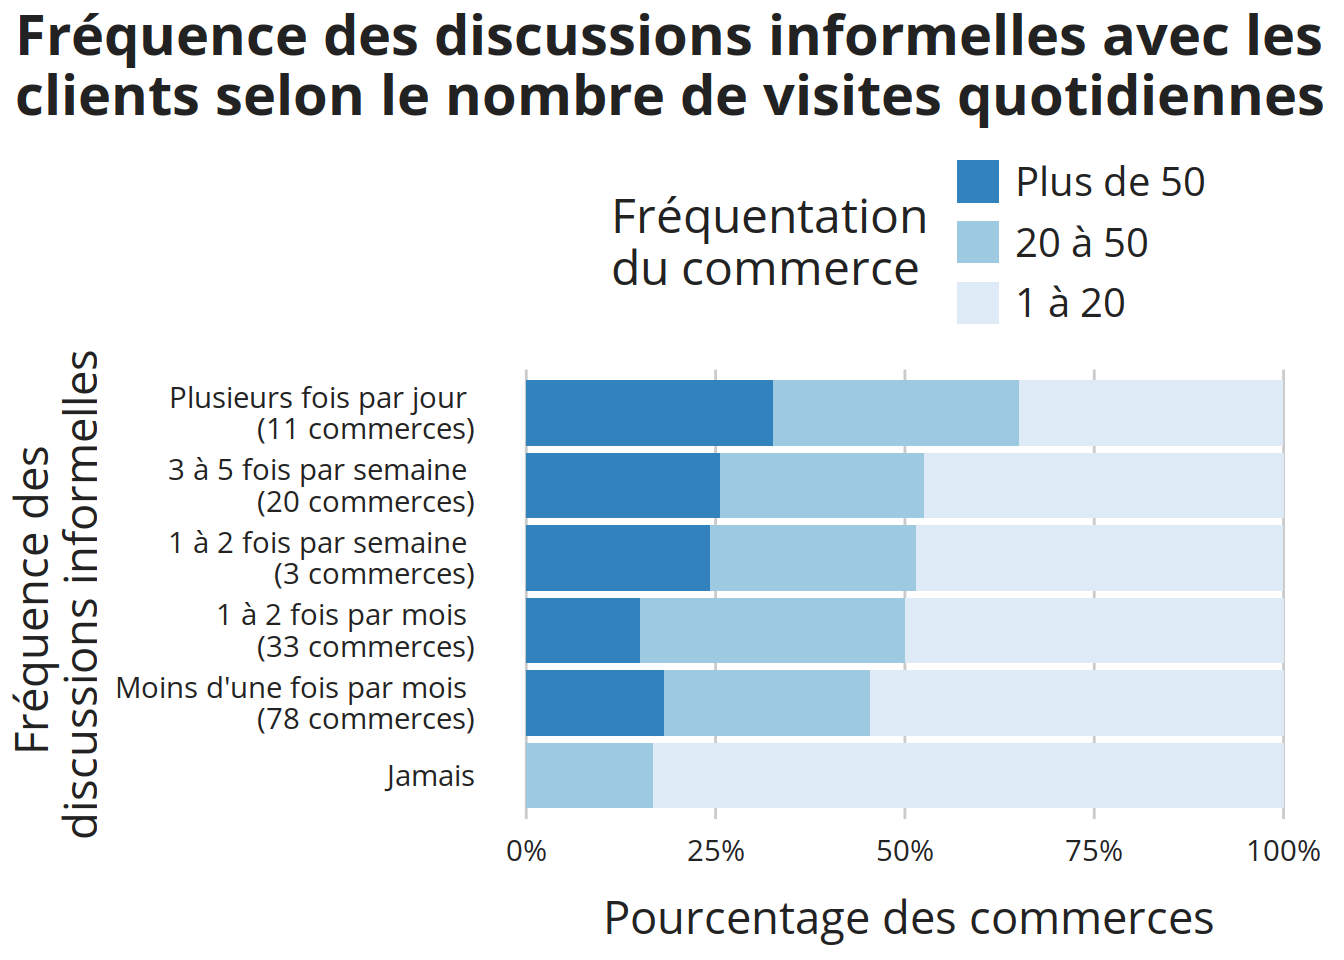 Fréquence des discussions informelles avec les
clients selon le nombre de visites quotidiennes
Fréquentation
du commerce
Plus de 50
20 à 50
1 à 20
Fréquence des
discussions informelles
Plusieurs fois par jour
(11 commerces)
3 à 5 fois par semaine
(20 commerces)
1 à 2 fois par semaine
(3 commerces)
1 à 2 fois par mois
(33 commerces)
Moins d'une fois par mois
(78 commerces)
Jamais
0%
25%
50%
75%
100%
Pourcentage des commerces